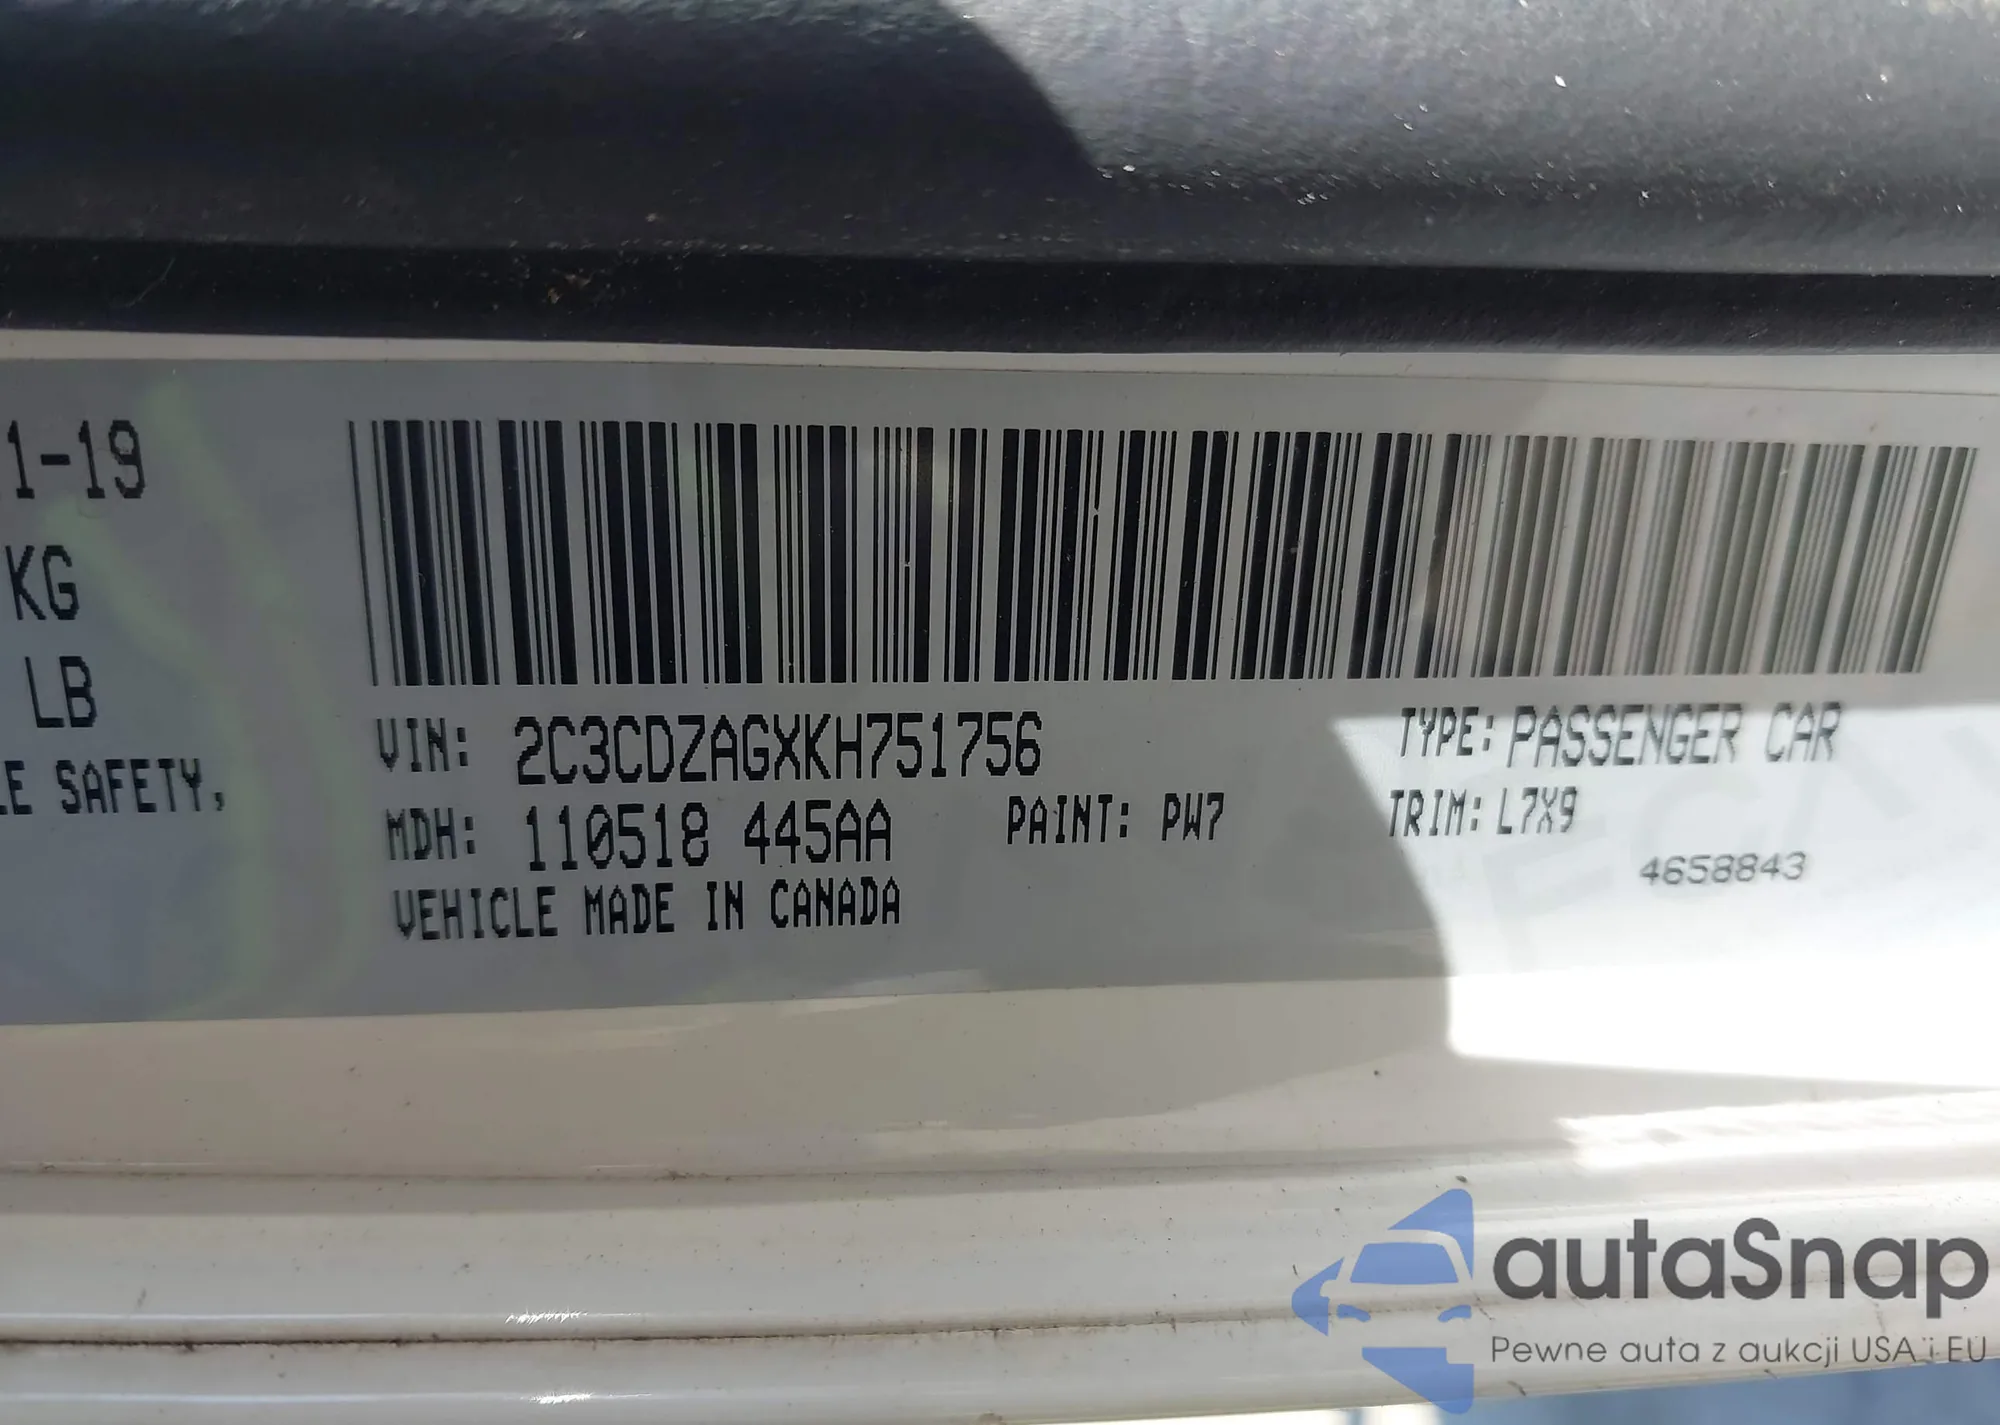 1-19
KG
LB
LE SAFETY,
VIN: 2C3CDZAGXKH751756
TYPE: PASSENGER CAR
MDH: 110518 445AA
PAINT: PW7
TRIM: L7X9
4658843
VEHICLE MADE IN CANADA
autaSnap
Pewne auta z aukcji USA i EU